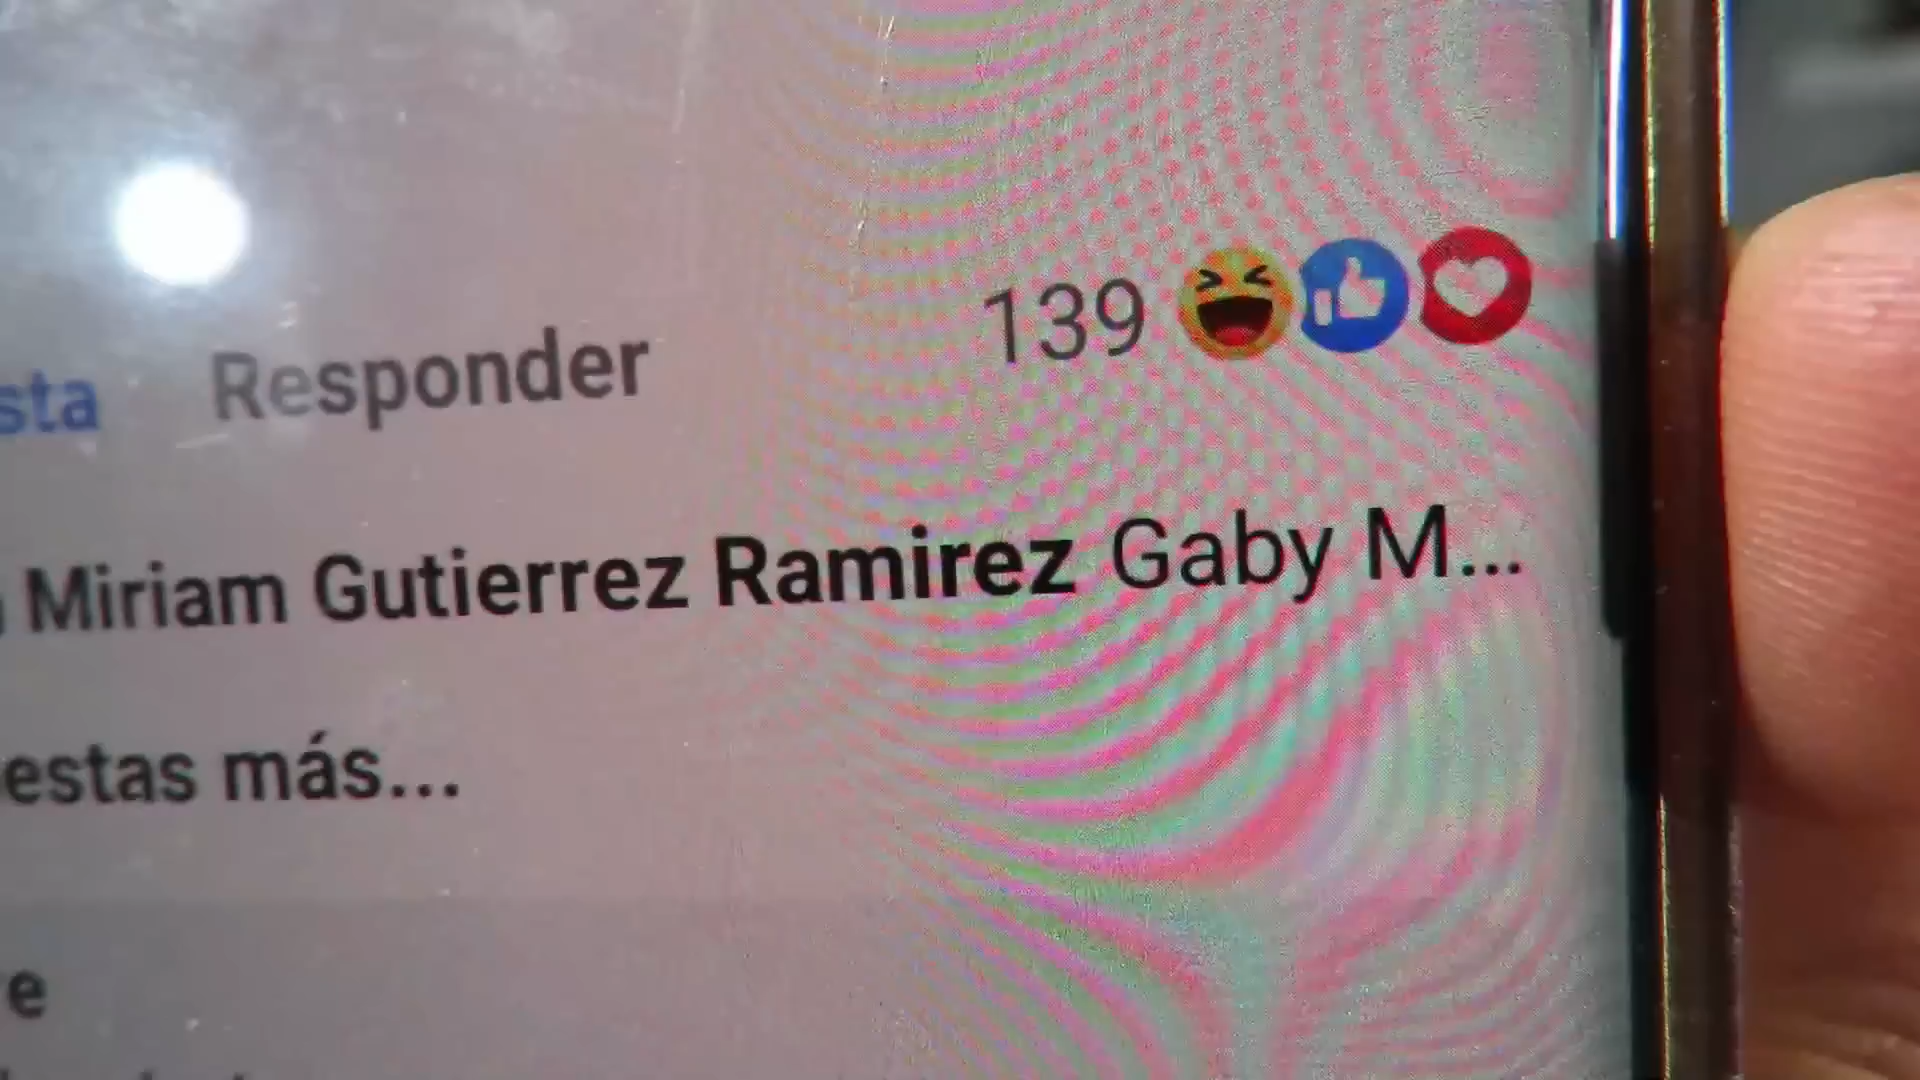 139
sta Responder
Miriam Gutierrez Ramirez Gaby M...
estas más...
e